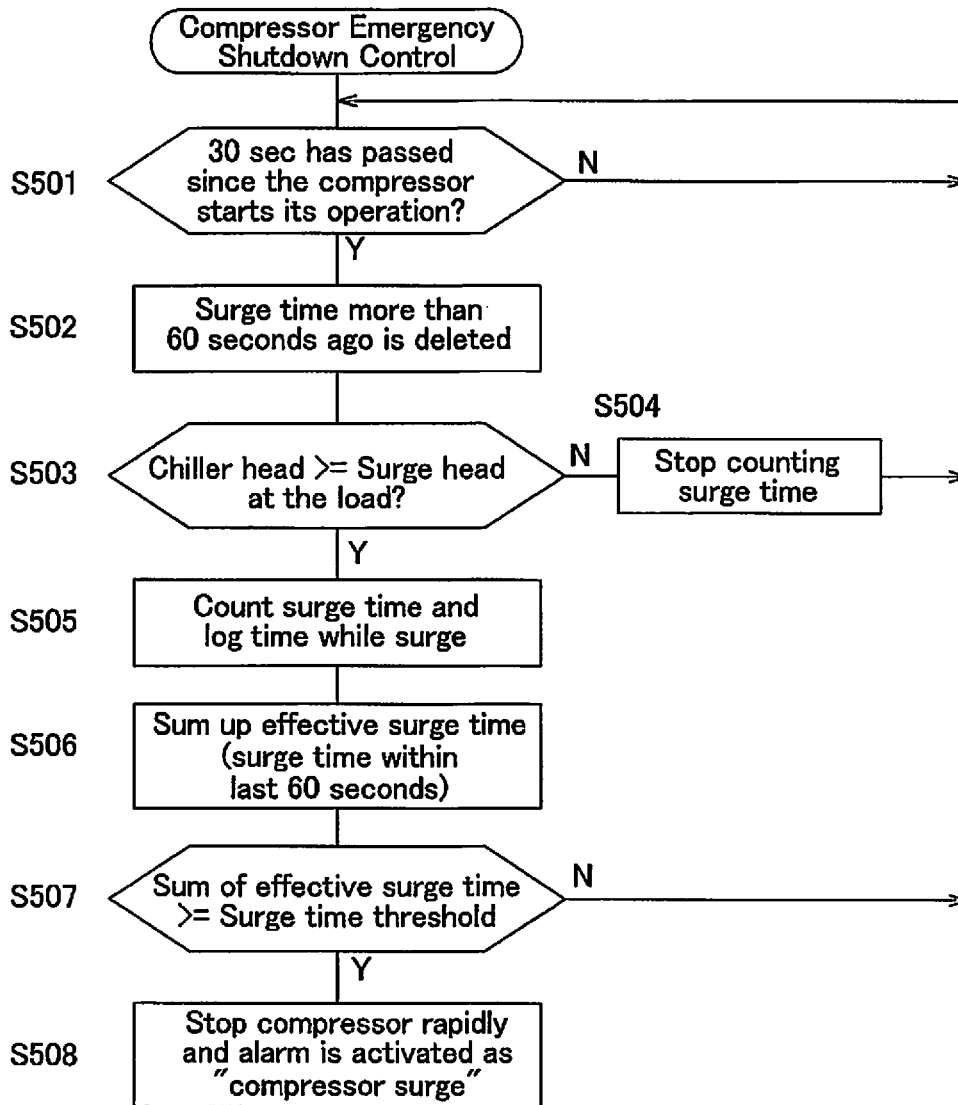 Compressor Emergency
Shutdown Control
S501
30 sec has passed
since the compressor
starts its operation?
N
Y
S502
Surge time more than
60 seconds ago is deleted
S503
Chiller head >= Surge head
at the load?
N
S504
Stop counting
surge time
Y
S505
Count surge time and
log time while surge
S506
Sum up effective surge time
(surge time within
last 60 seconds)
S507
Sum of effective surge time
>= Surge time threshold
N
Y
S508
Stop compressor rapidly
and alarm is activated as
"compressor surge"